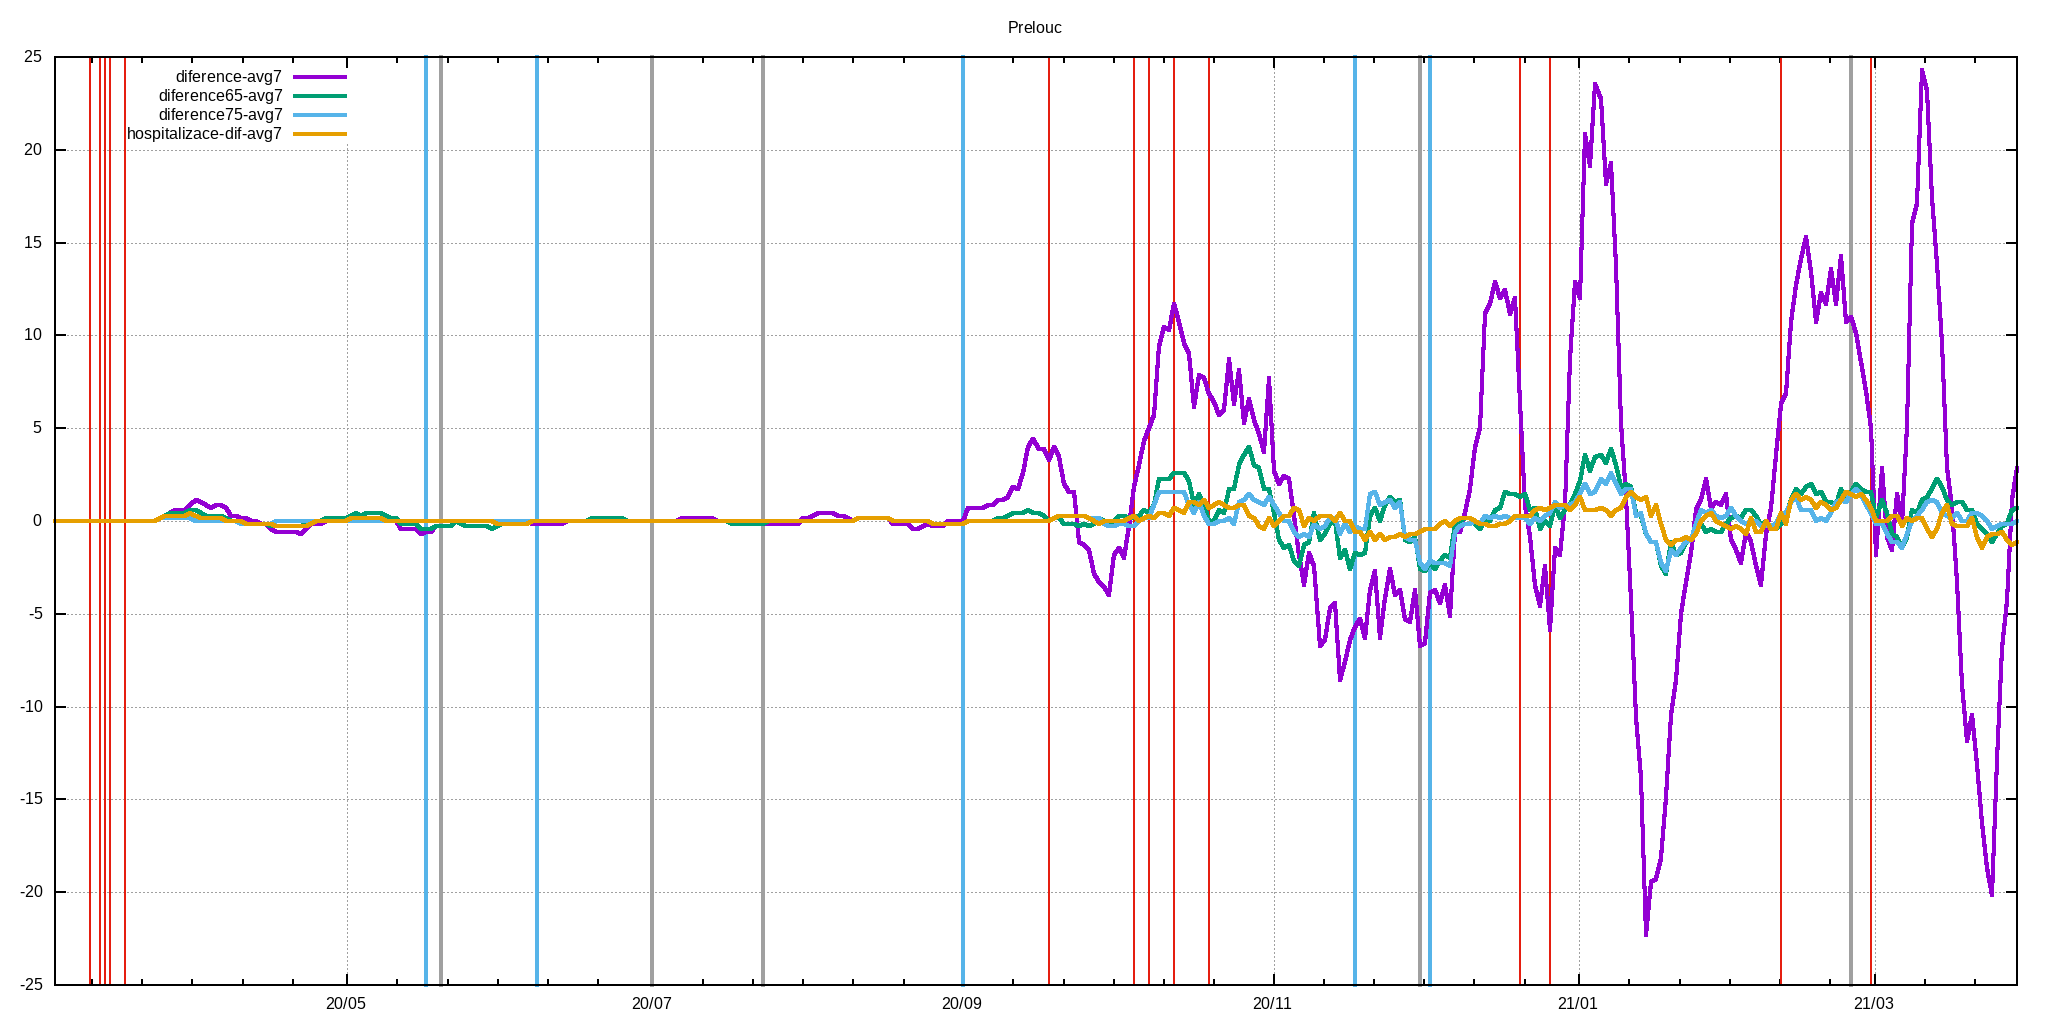 Prelouc
diference-avg7
diference65-avg7
diference75-avg7
hospitalizace-dif-avg7
25
20
15
10
5
0
-5
-10
-15
-20
-25
20/05 20/07 20/09 20/11 21/01 21/03